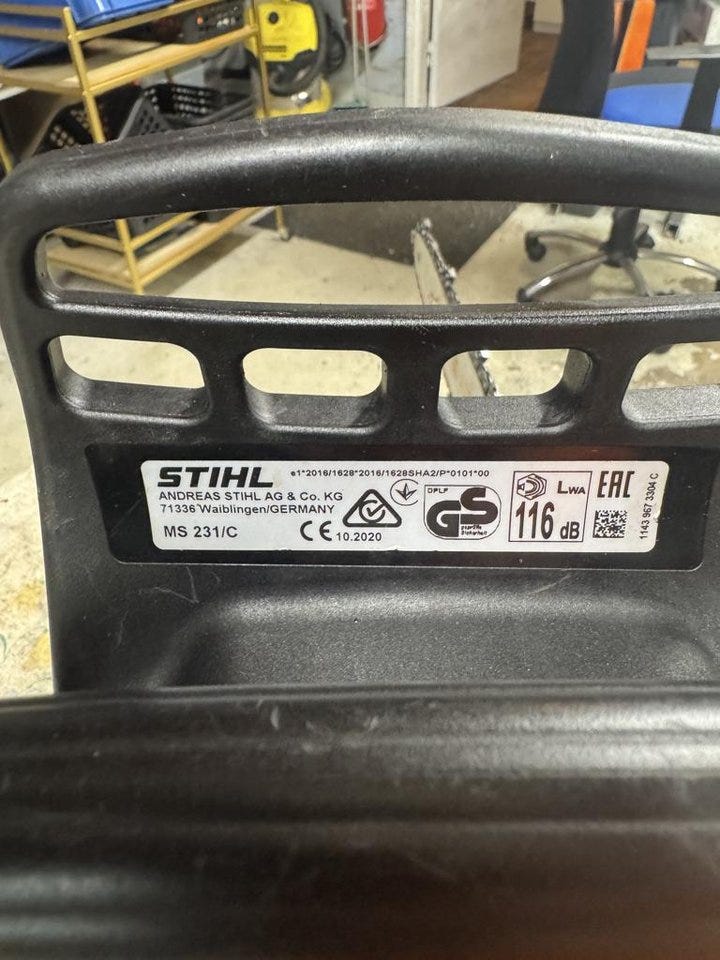 STIHL e1*2016/1628*2016/1628SHA2/P*0101*00
ANDREAS STIHL AG & Co. KG
71336 Waiblingen/GERMANY
MS 231/C CE 10.2020
DPLF
GS
geprüfte
Sicherheit
LWA
116 dB
EAC
1143 967 3304 C